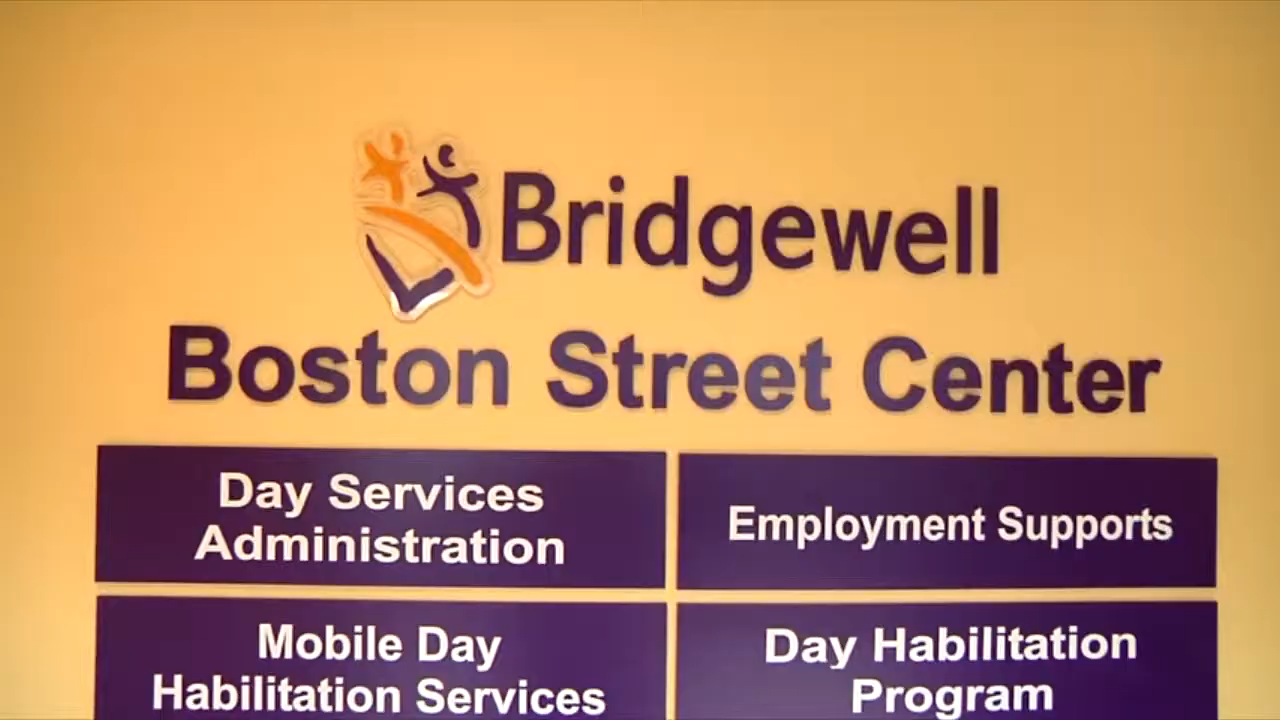 Bridgewell
Boston Street Center
Day Services
Administration
Employment Supports
Mobile Day
Habilitation Services
Day Habilitation
Program